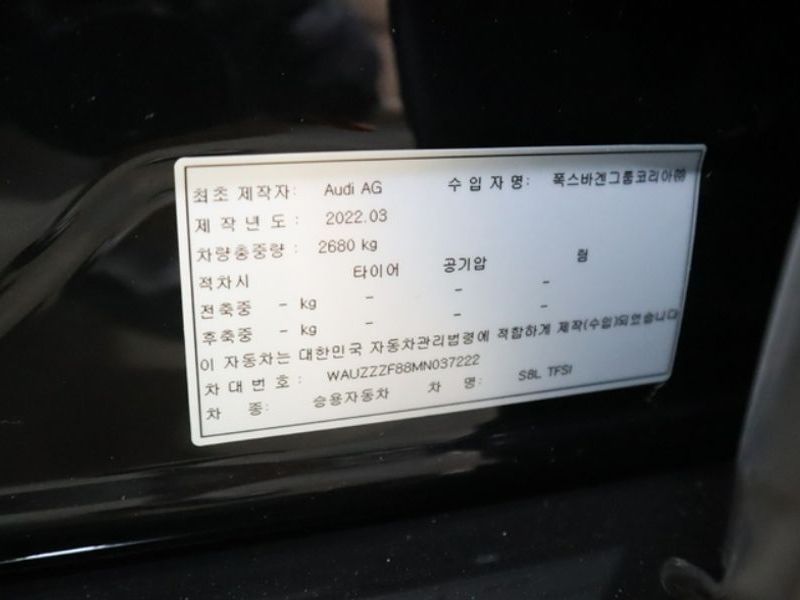 최초 제작자: Audi AG 수 입 자 명: 폭스바겐그룹코리아㈜
제 작 년 도 : 2022.03
차량총중량 : 2680 kg
적차시 타이어 공기압 림
전축중 - kg - - -
후축중 - kg - - -
이 자동차는 대한민국 자동차관리법령에 적합하게 제작(수입)되었습니다
차 대 번 호 : WAUZZZF88MN037222
차 종: 승용자동차 차 명: S8L TFSI